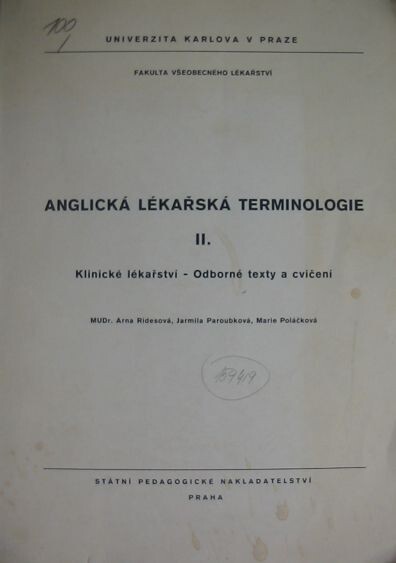 100
1
UNIVERZITA KARLOVA V PRAZE
FAKULTA VŠEOBECNÉHO LÉKAŘSTVÍ
ANGLICKÁ LÉKAŘSKÁ TERMINOLOGIE
II.
Klinické lékařství - Odborné texty a cvičení
MUDr. Arna Ridesová, Jarmila Paroubková, Marie Poláčková
STÁTNÍ PEDAGOGICKÉ NAKLADATELSTVÍ
PRAHA